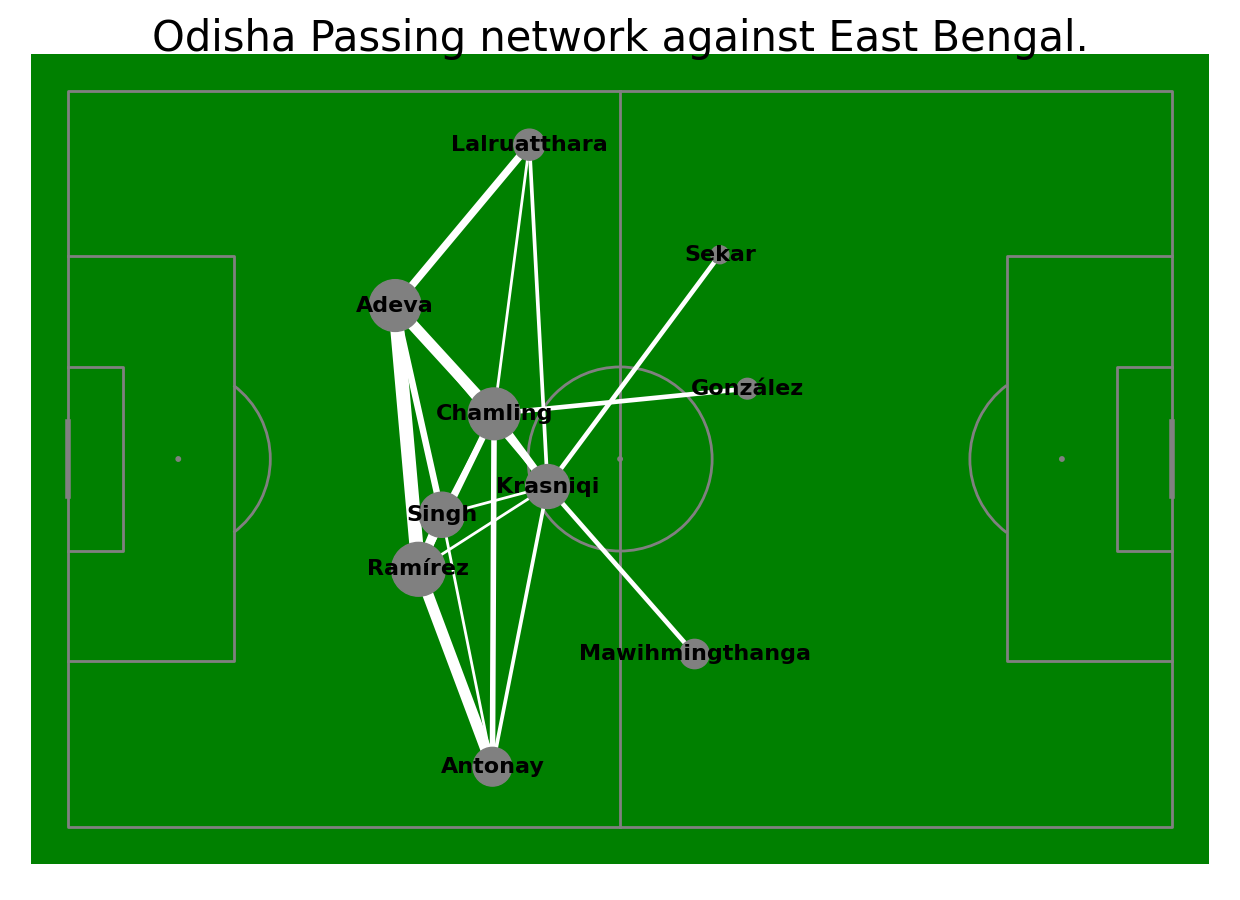 Odisha Passing network against East Bengal.
Lalruatthara
Sekar
Adeva
González
Chamling
Krasniqi
Singh
Ramírez
Mawihmingthanga
Antonay